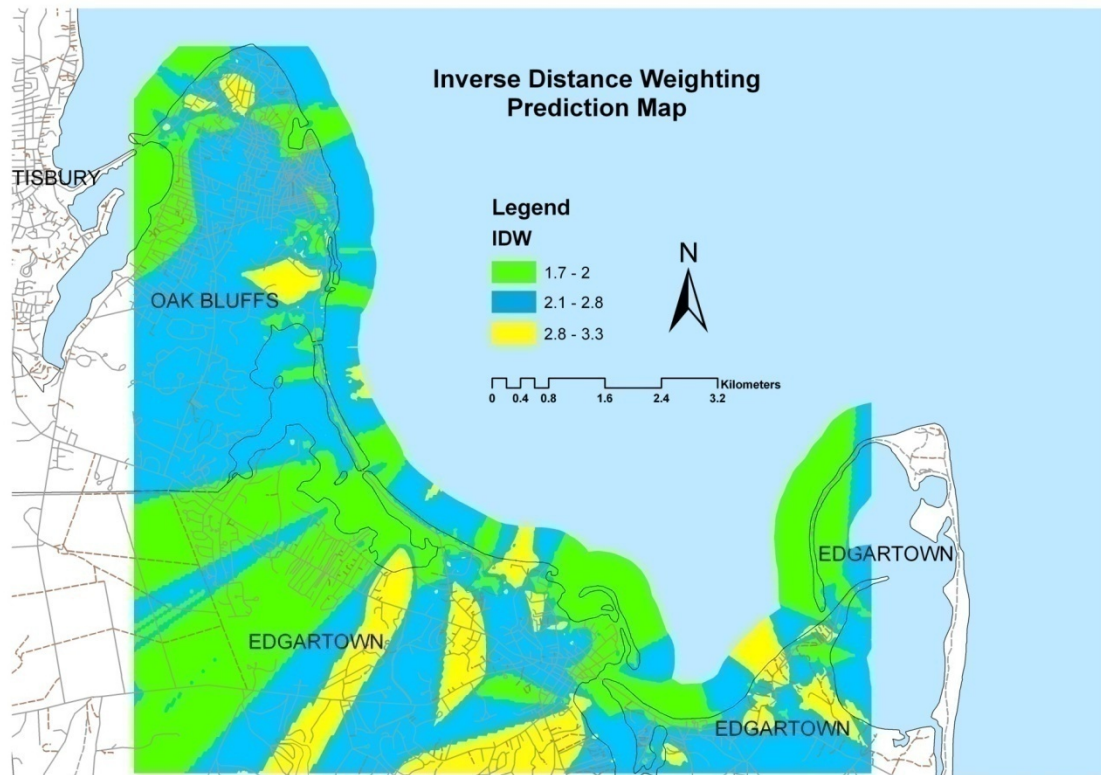 Inverse Distance Weighting
Prediction Map
TISBURY
Legend
IDW
N
1.7 - 2
2.1 - 2.8
2.8 - 3.3
OAK BLUFFS
Kilometers
0 0.4 0.8 1.6 2.4 3.2
EDGARTOWN
EDGARTOWN
EDGARTOWN